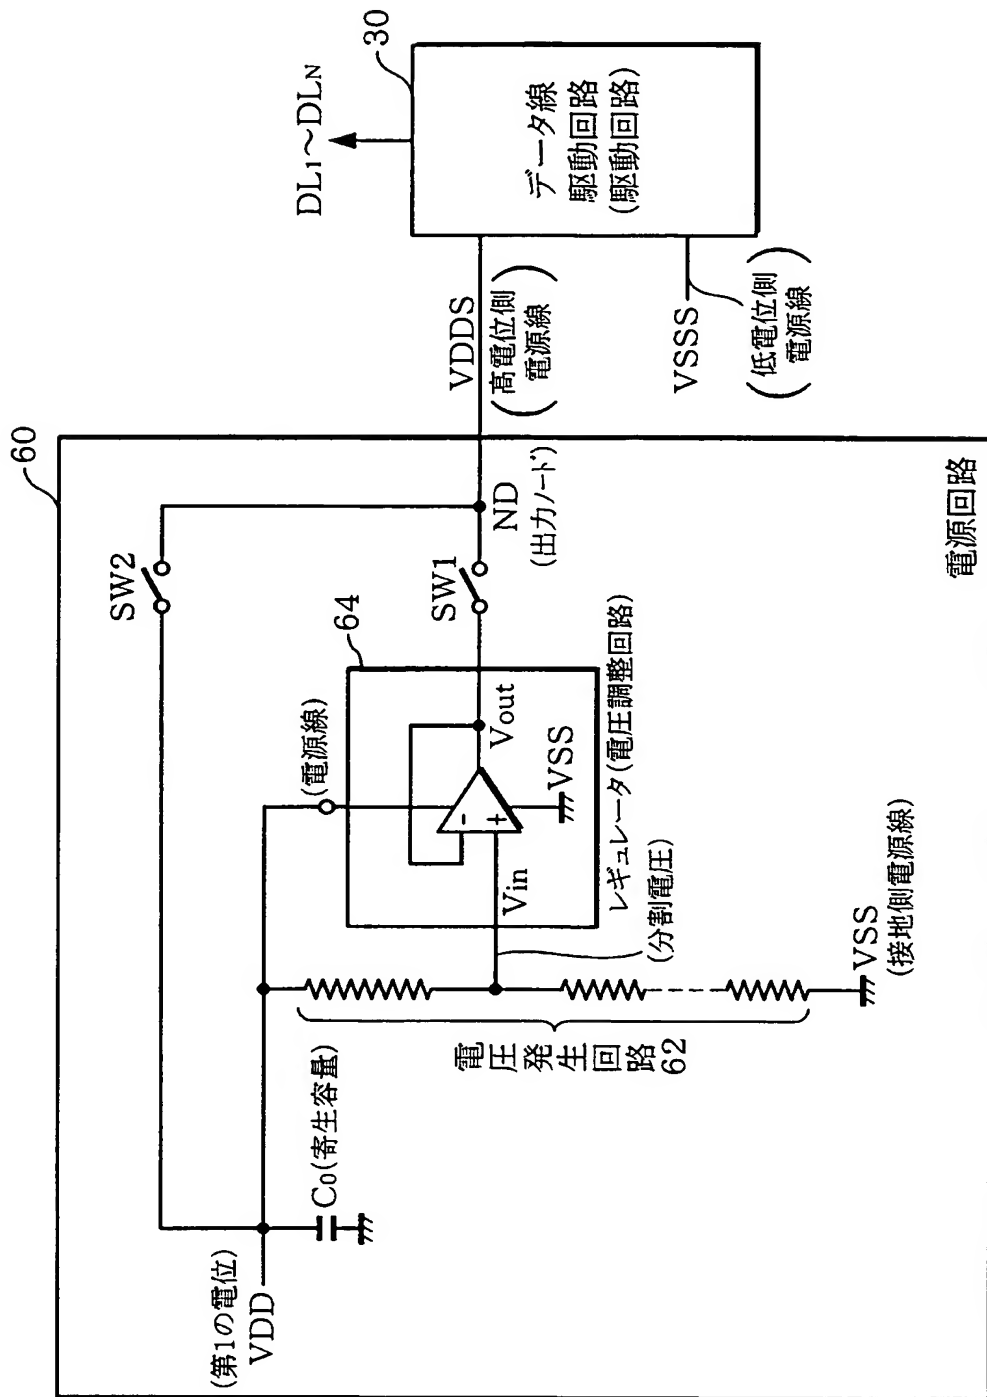 60
30
DL1～DLN
データ線
駆動回路
(駆動回路)
VDDS
(高電位側
電源線)
VSSS
(低電位側
電源線)
SW2
SW1
ND
(出力ノード)
64
(電源線)
Vout
Vin
-
+
VSS
レギュレータ(電圧調整回路)
(分割電圧)
(第1の電位)
VDD
C0(寄生容量)
電圧発生回路62
VSS
(接地側電源線)
電源回路